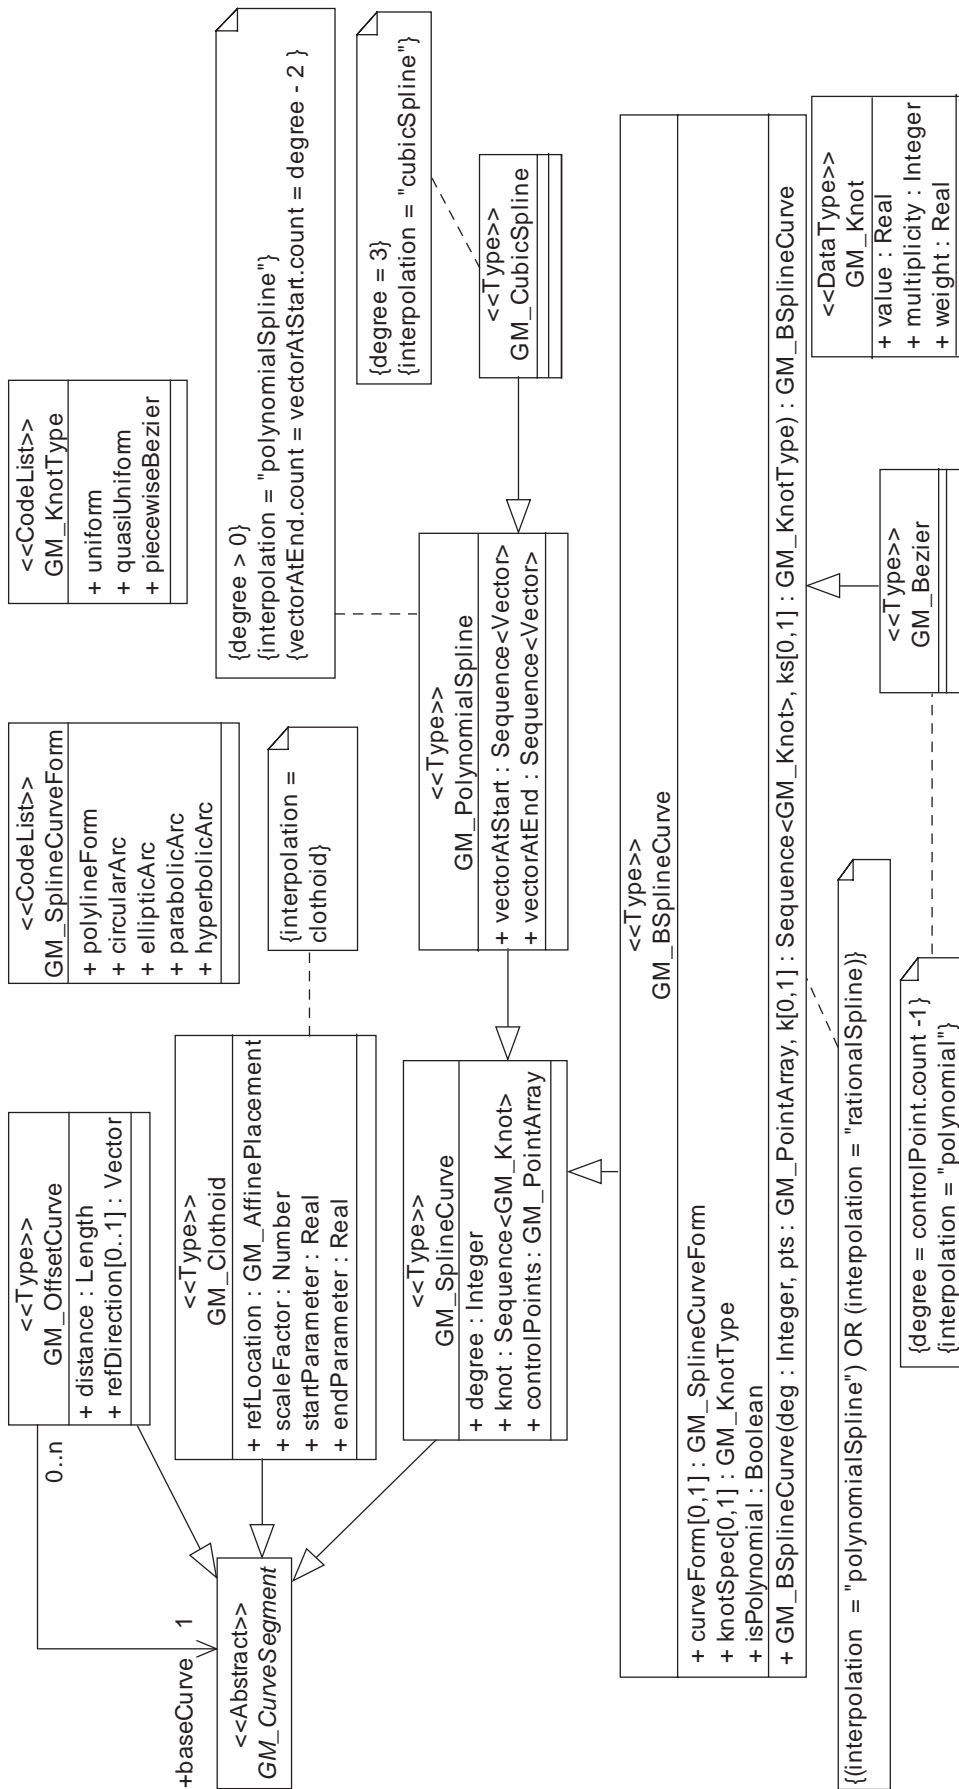 +baseCurve
1
0..n
<<Abstract>>
GM_CurveSegment
<<Type>>
GM_OffsetCurve
+ distance : Length
+ refDirection[0..1] : Vector
<<CodeList>>
GM_SplineCurveForm
+ polylineForm
+ circularArc
+ ellipticArc
+ parabolicArc
+ hyperbolicArc
<<CodeList>>
GM_KnotType
+ uniform
+ quasiUniform
+ piecewiseBezier
<<Type>>
GM_Clothoid
+ refLocation : GM_AffinePlacement
+ scaleFactor : Number
+ startParameter : Real
+ endParameter : Real
{interpolation =
clothoid}
{degree > 0}
{interpolation = "polynomialSpline"}
{vectorAtEnd.count = vectorAtStart.count = degree - 2 }
{degree = 3}
{interpolation = "cubicSpline"}
<<Type>>
GM_SplineCurve
+ degree : Integer
+ knot : Sequence<GM_Knot>
+ controlPoints : GM_PointArray
<<Type>>
GM_PolynomialSpline
+ vectorAtStart : Sequence<Vector>
+ vectorAtEnd : Sequence<Vector>
<<Type>>
GM_CubicSpline
<<Type>>
GM_BSplineCurve
+ curveForm[0,1] : GM_SplineCurveForm
+ knotSpec[0,1] : GM_KnotType
+ isPolynomial : Boolean
+ GM_BSplineCurve(deg : Integer, pts : GM_PointArray, k[0,1] : Sequence<GM_Knot>, ks[0,1] : GM_KnotType) : GM_BSplineCurve
{(interpolation = "polynomialSpline") OR (interpolation = "rationalSpline)}
<<Type>>
GM_Bezier
<<DataType>>
GM_Knot
+ value : Real
+ multiplicity : Integer
+ weight : Real
{degree = controlPoint.count -1}
{interpolation = "polynomial"}